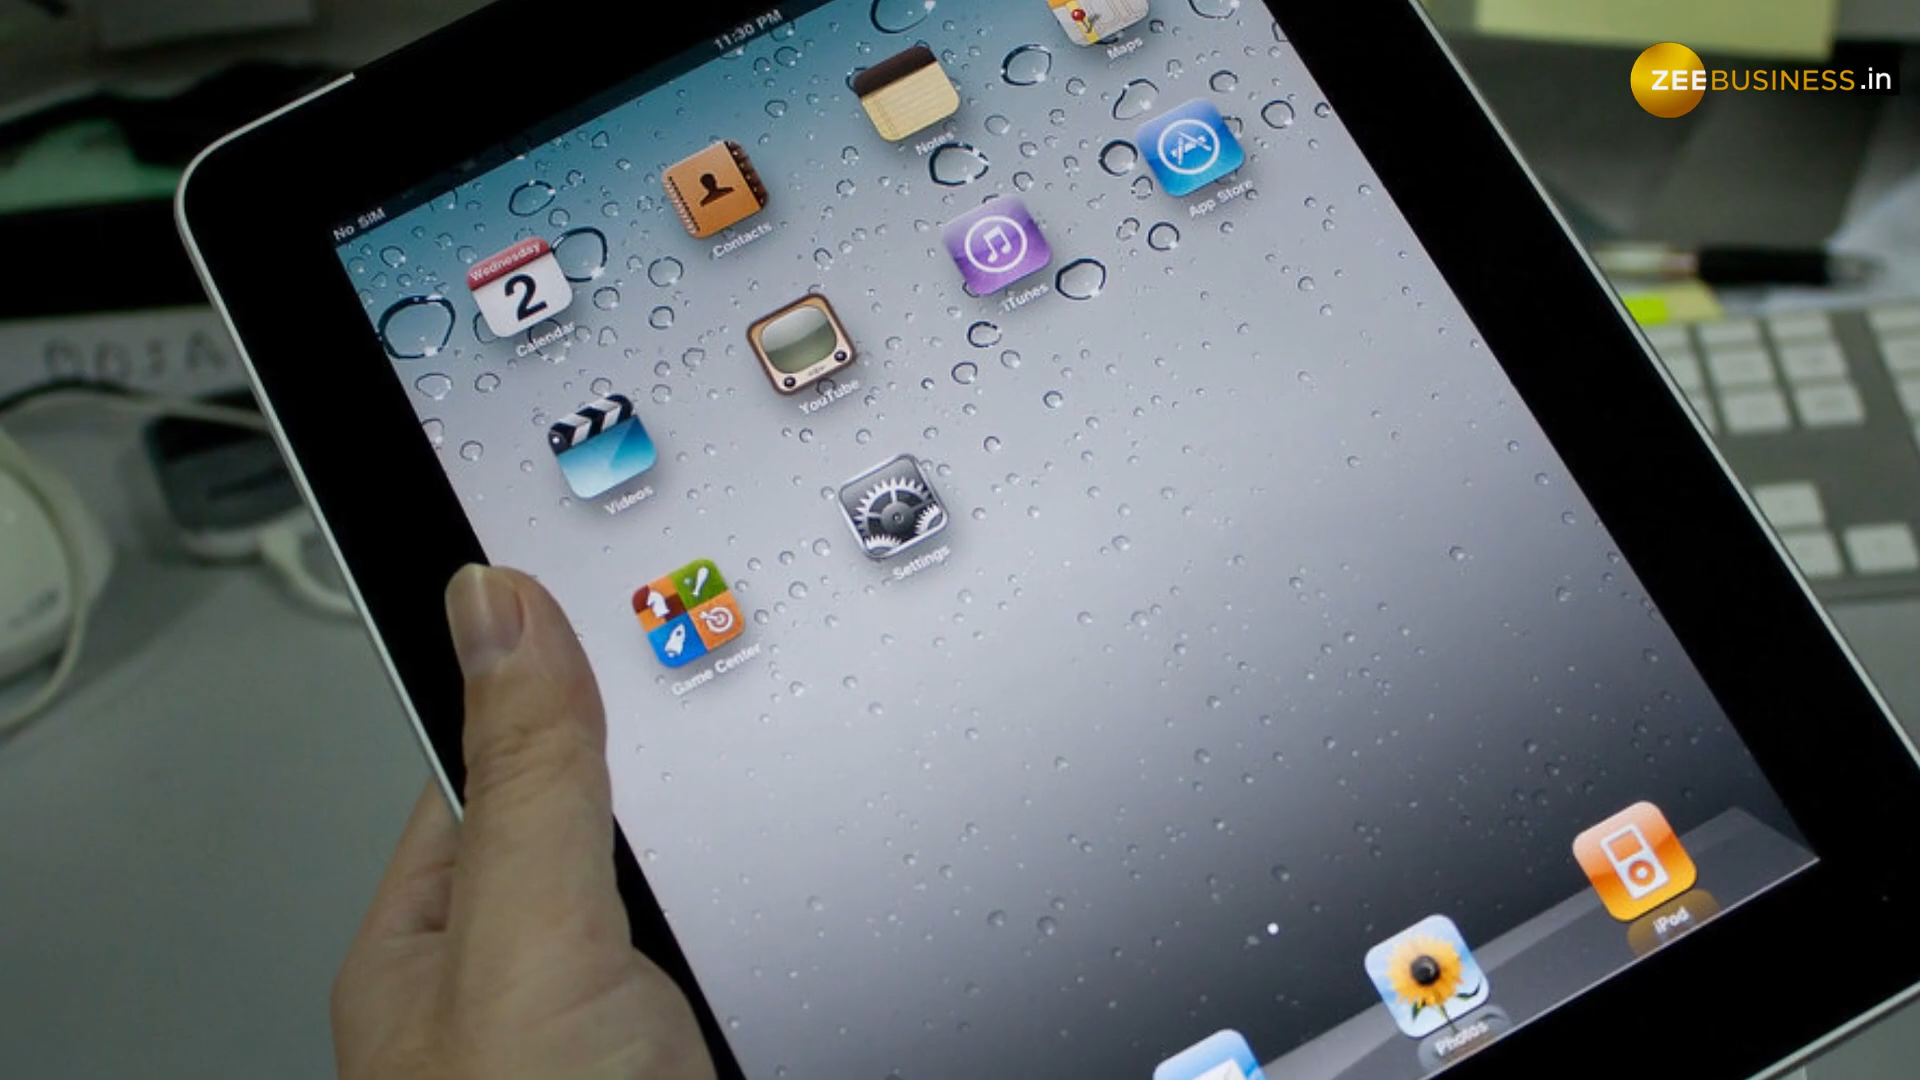 ZEEBUSINESS.in
11:30 PM
No SIM
Maps
Notes
Contacts
Wednesday
2
Calendar
App Store
iTunes
YouTube
Videos
Settings
Game Center
iPod
Photos